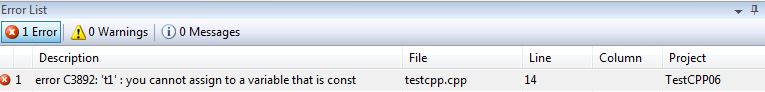 Error List
1 Error 0 Warnings 0 Messages
Description File Line Column Project
1 error C3892: 't1' : you cannot assign to a variable that is const testcpp.cpp 14 TestCPP06